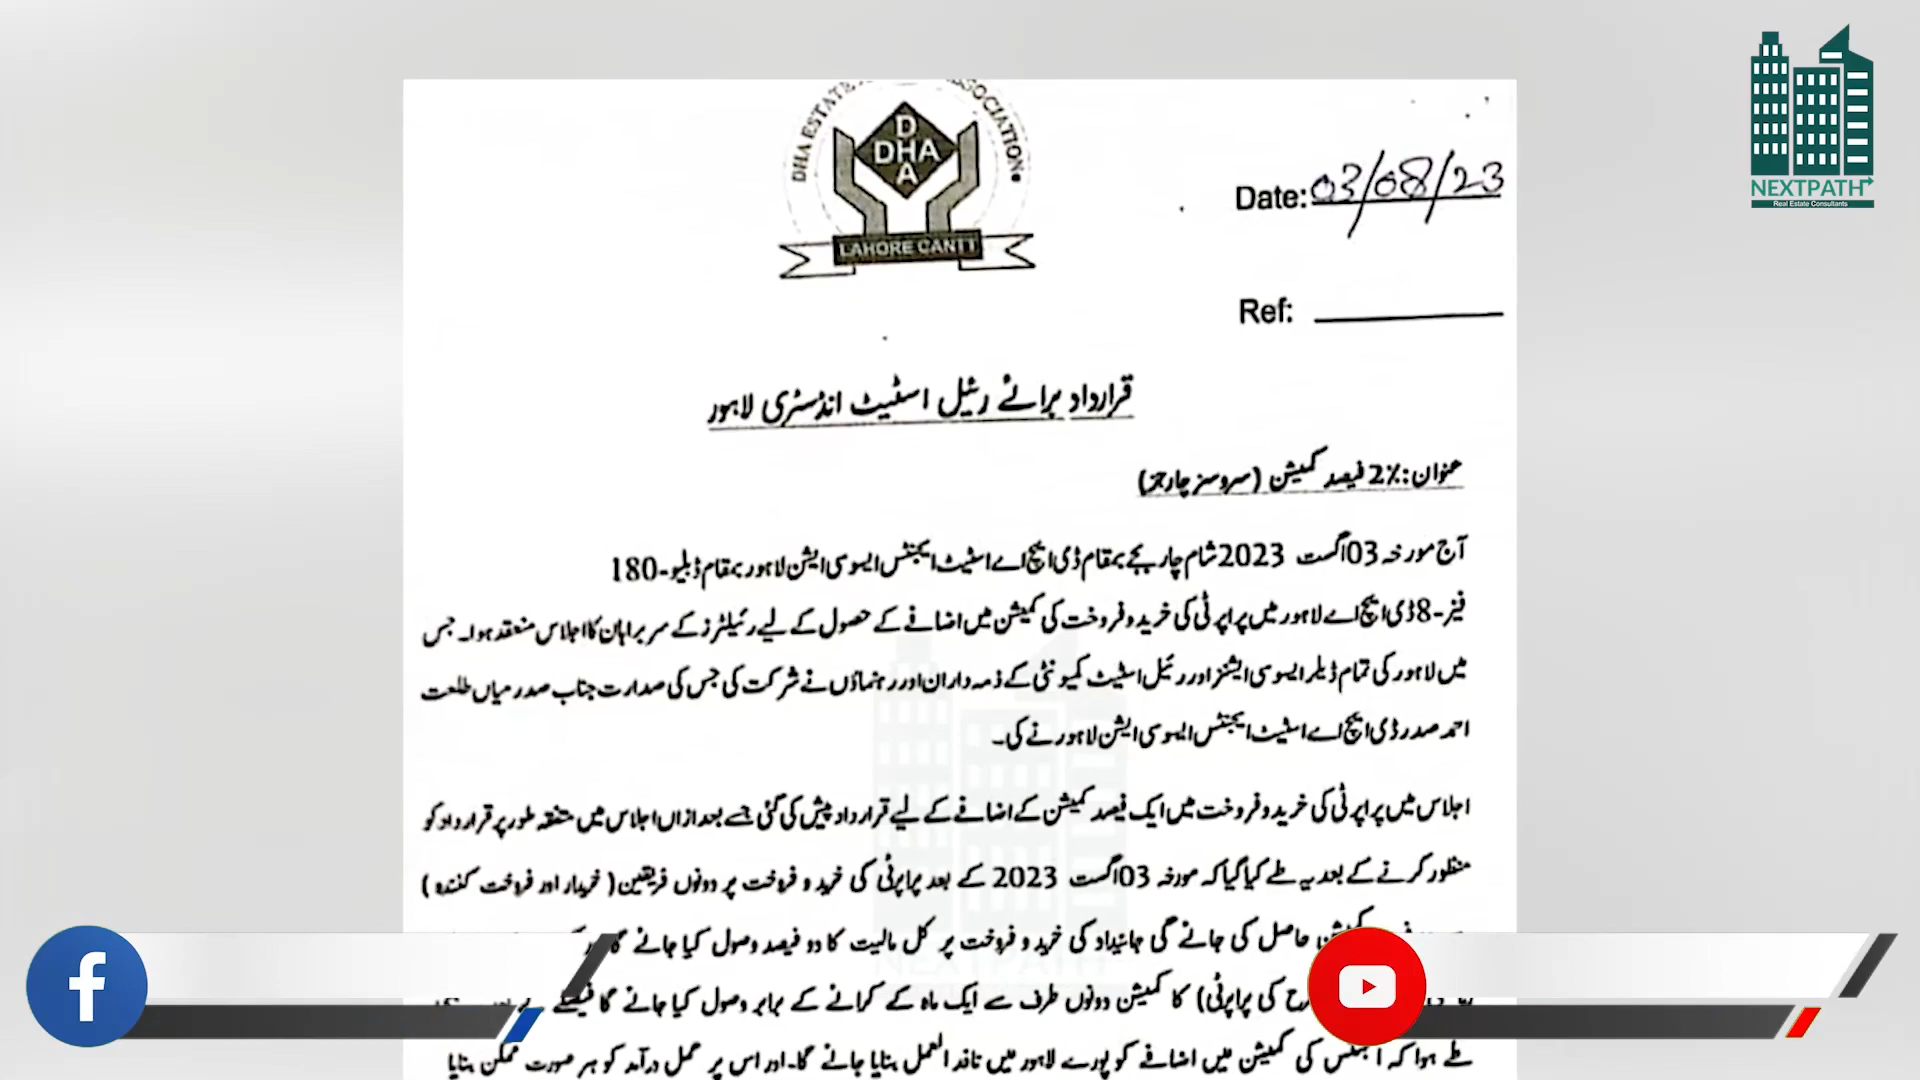 DHA ESTATE
SOCIATION
DHA
DHA
LAHORE CANTT
Date: 03/08/23
Ref:
NEXTPATH
Real Estate Consultants
قرارداد برائے رئیل اسٹیٹ انڈسٹری لاہور
عنوان: 2% فیصد کمیشن (سروسز چارجز)
آج مورخہ 03 اگست 2023 شام چار بجے بمقام ڈی ایچ اے اسٹیٹ ایجنٹس ایسوسی ایشن لاہور بمقام ڈبلیو-180
فیز-8 ڈی ایچ اے لاہور میں پراپرٹی کی خرید و فروخت کی کمیشن میں اضافے کے حصول کے لیے رئیلٹرز کے سربراہان کا اجلاس منعقد ہوا۔ جس
میں لاہور کی تمام ڈیلر ایسوسی ایشنز اور رئیل اسٹیٹ کمیونٹی کے ذمہ داران اور رہنماؤں نے شرکت کی جس کی صدارت جناب صدر میاں طلعت
احمد صدر ڈی ایچ اے اسٹیٹ ایجنٹس ایسوسی ایشن لاہور نے کی۔
اجلاس میں پراپرٹی کی خرید و فروخت میں ایک فیصد کمیشن کے اضافے کے لیے قرارداد پیش کی گئی جسے بعد ازاں اجلاس میں متفقہ طور پر قرارداد کو
منظور کرنے کے بعد یہ طے کیا گیا کہ مورخہ 03 اگست 2023 کے بعد پراپرٹی کی خرید و فروخت پر دونوں فریقین (خریدار اور فروخت کنندہ)
کمیشن حاصل کی جائے گی جائیداد کی خرید و فروخت پر کل مالیت کا دو فیصد وصول کیا جائے گا
کی پراپرٹی) کا کمیشن دونوں طرف سے ایک ماہ کے کرائے کے برابر وصول کیا جائے گا
طے ہوا کہ ایجنٹس کی کمیشن میں اضافے کو پورے لاہور میں نافذ العمل بنایا جائے گا۔ اور اس پر عمل درآمد کو ہر صورت ممکن بنایا